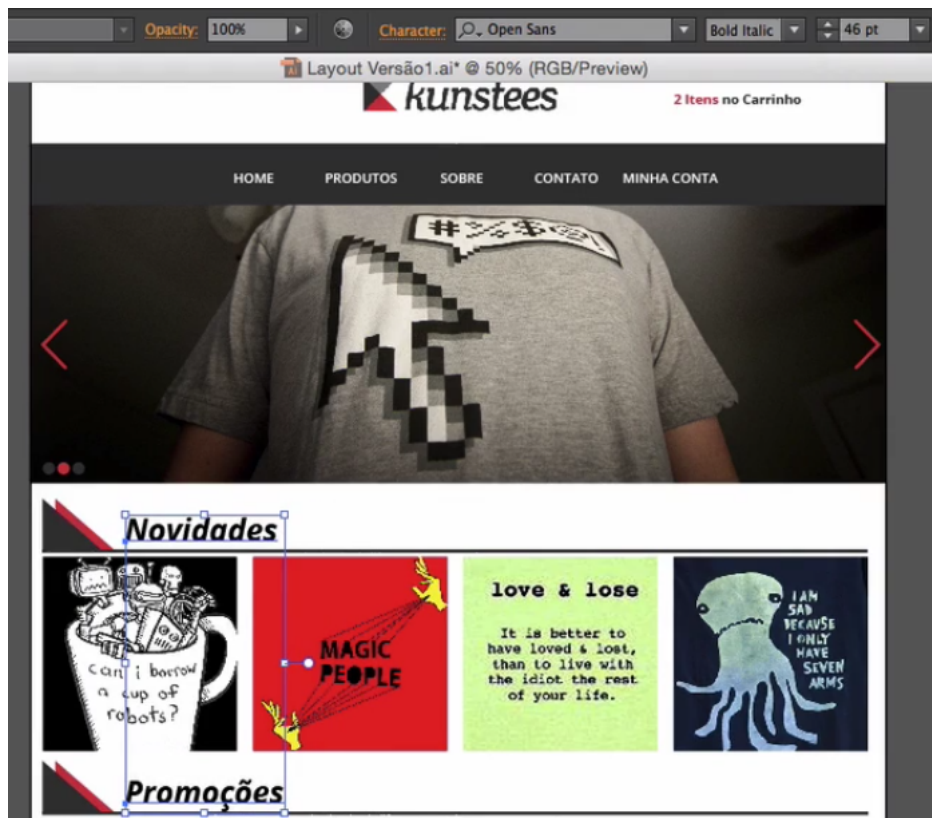 Opacity: 100% Character: Open Sans Bold Italic 46 pt
Layout Versão1.ai* @ 50% (RGB/Preview)
kunstees
2 Itens no Carrinho
HOME PRODUTOS SOBRE CONTATO MINHA CONTA
#%$@!
Novidades
can i borrow
a cup of
robots?
MAGIC
PEOPLE
love & lose
It is better to
have loved & lost,
than to live with
the idiot the rest
of your life.
I AM
SAD
BECAUSE
I ONLY
HAVE
SEVEN
ARMS
Promoções